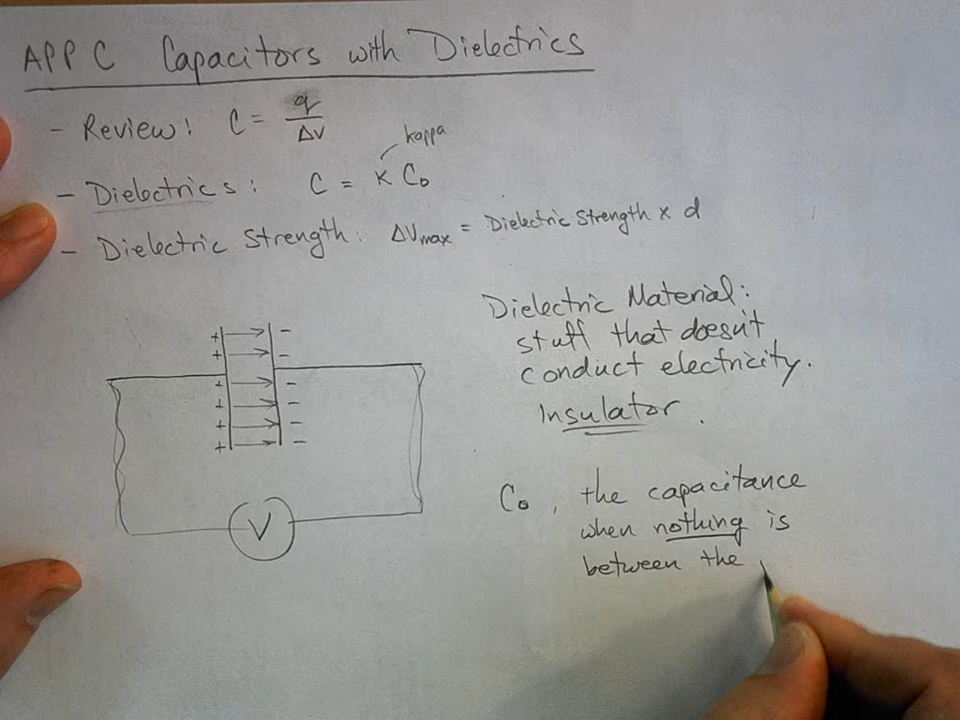 APP C Capacitors with Dielectrics
- Review: C = q / ΔV
kappa
- Dielectrics: C = κ C₀
- Dielectric Strength: ΔVmax = Dielectric Strength x d
Dielectric Material:
stuff that doesn't
conduct electricity.
Insulator.
+ -
+ -
+ -
+ -
+ -
+ -
V
C₀, the capacitance
when nothing is
between the